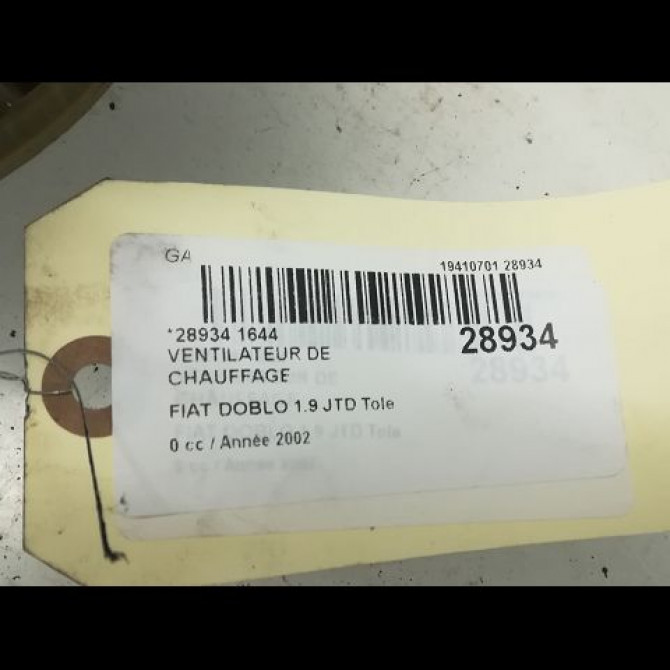 GA
19410701 28934
*28934 1644
28934
VENTILATEUR DE
CHAUFFAGE
FIAT DOBLO 1.9 JTD Tole
0 cc / Année 2002